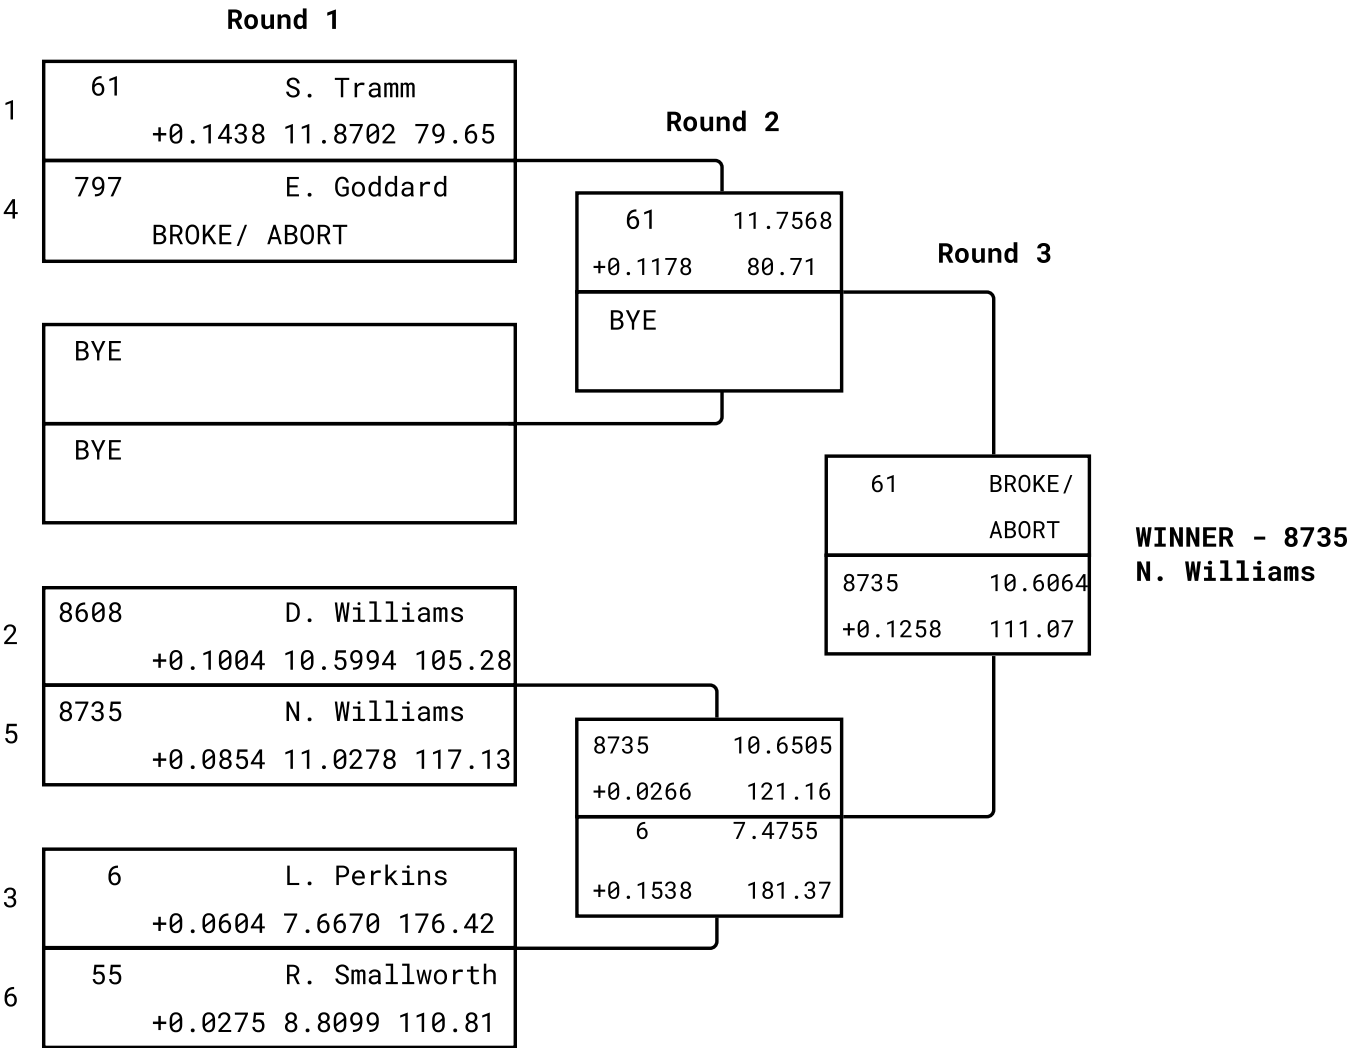 Round 1
1
61 S. Tramm
+0.1438 11.8702 79.65
4
797 E. Goddard
BROKE/ ABORT
BYE
BYE
2
8608 D. Williams
+0.1004 10.5994 105.28
5
8735 N. Williams
+0.0854 11.0278 117.13
3
6 L. Perkins
+0.0604 7.6670 176.42
6
55 R. Smallworth
+0.0275 8.8099 110.81
Round 2
61 11.7568
+0.1178 80.71
BYE
8735 10.6505
+0.0266 121.16
6 7.4755
+0.1538 181.37
Round 3
61 BROKE/
ABORT
8735 10.6064
+0.1258 111.07
WINNER - 8735
N. Williams